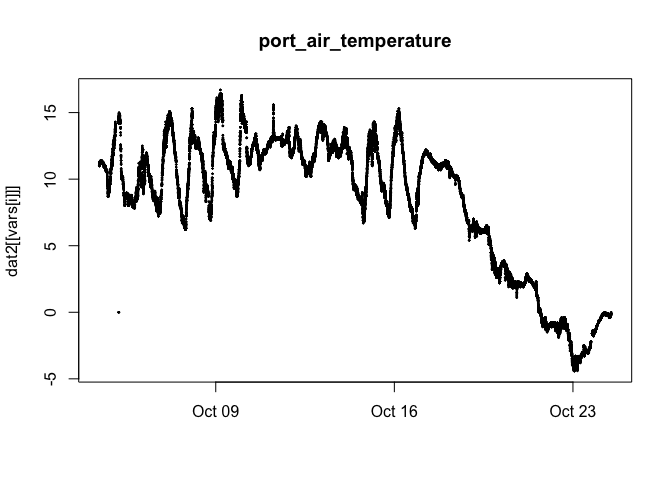 port_air_temperature
dat2[[vars[i]]]
15
10
5
0
-5
Oct 09
Oct 16
Oct 23